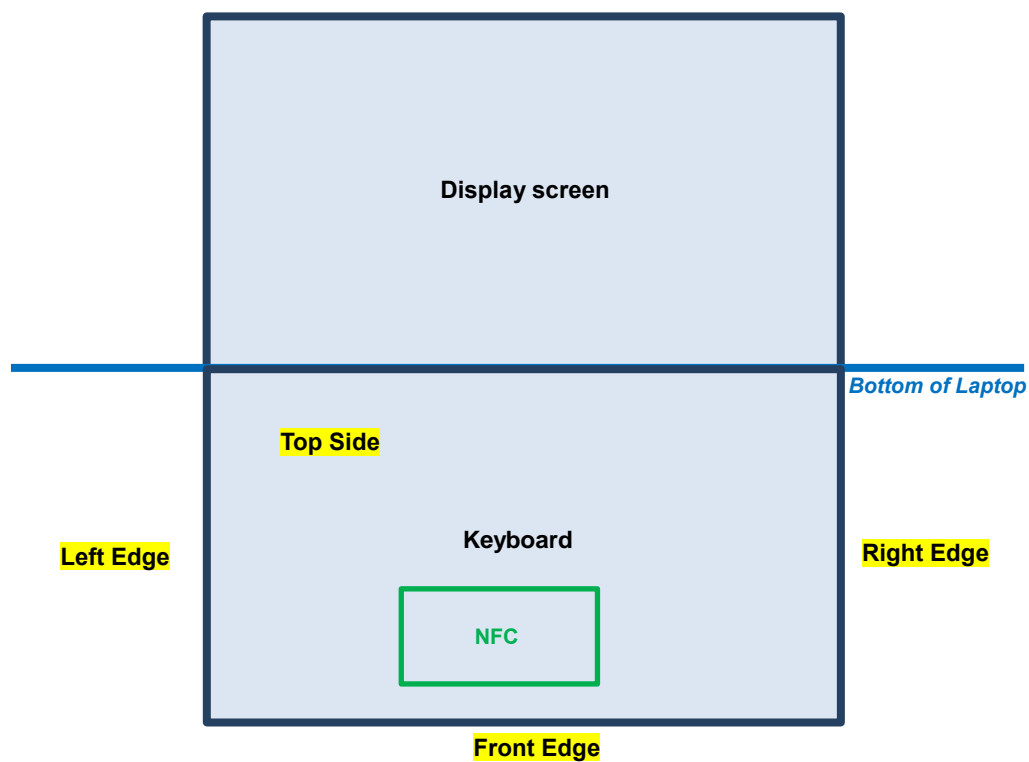 Display screen
Bottom of Laptop
Top Side
Keyboard
Left Edge
Right Edge
NFC
Front Edge